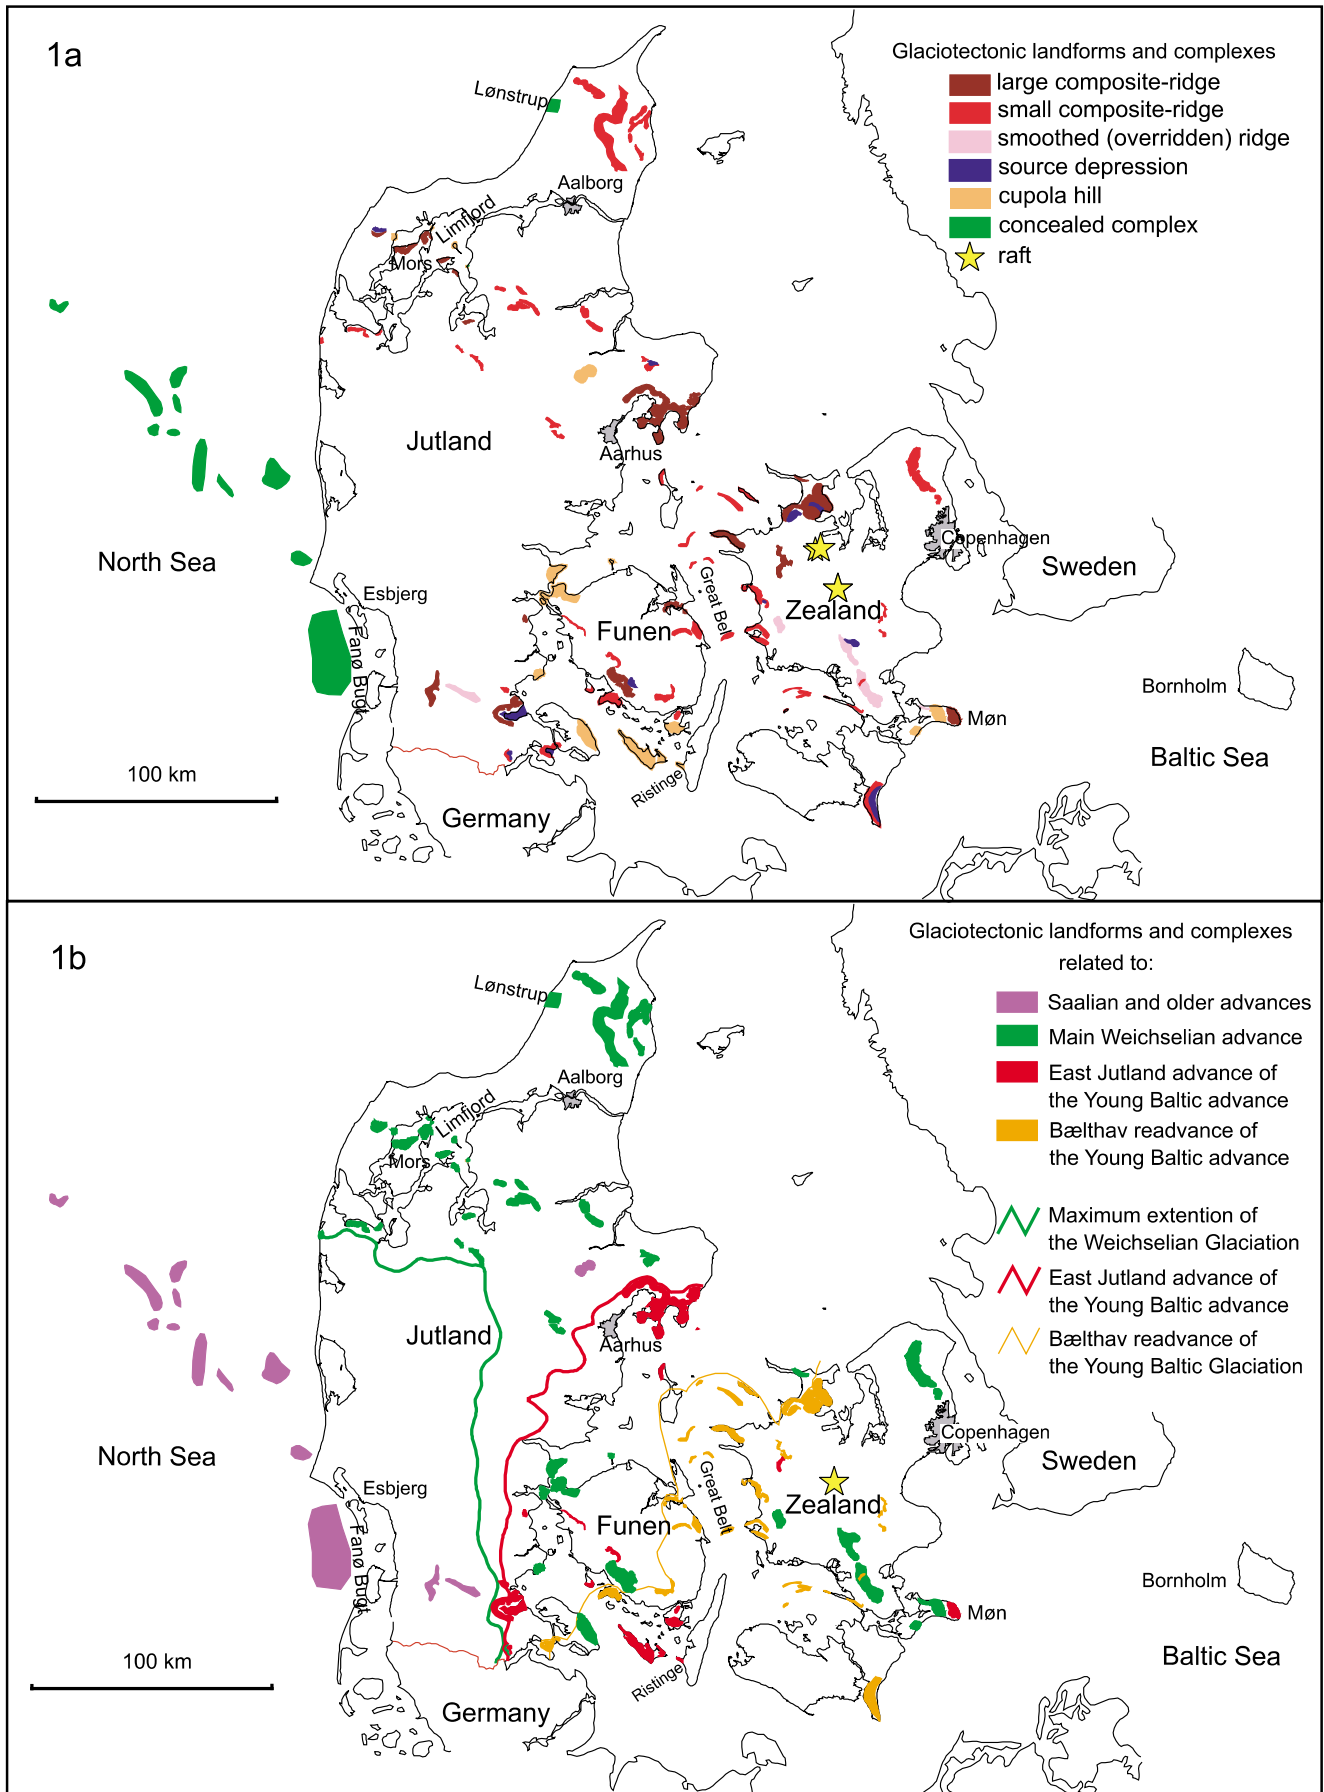 1a
Glaciotectonic landforms and complexes
large composite-ridge
small composite-ridge
smoothed (overridden) ridge
source depression
cupola hill
concealed complex
raft
Lønstrup
Aalborg
Limfjord
Mors
Jutland
Aarhus
North Sea
Copenhagen
Sweden
Esbjerg
Great Bel
Zealand
Funen
Fanø Bugt
Bornholm
Møn
Baltic Sea
100 km
Ristinge
Germany
1b
Glaciotectonic landforms and complexes
related to:
Saalian and older advances
Main Weichselian advance
East Jutland advance of
the Young Baltic advance
Bælthav readvance of
the Young Baltic advance
Maximum extention of
the Weichselian Glaciation
East Jutland advance of
the Young Baltic advance
Bælthav readvance of
the Young Baltic Glaciation
Lønstrup
Aalborg
Limfjord
Mors
Jutland
Aarhus
North Sea
Copenhagen
Sweden
Esbjerg
Great Belt
Zealand
Funen
Fanø Bugt
Bornholm
Møn
Baltic Sea
100 km
Ristinge
Germany